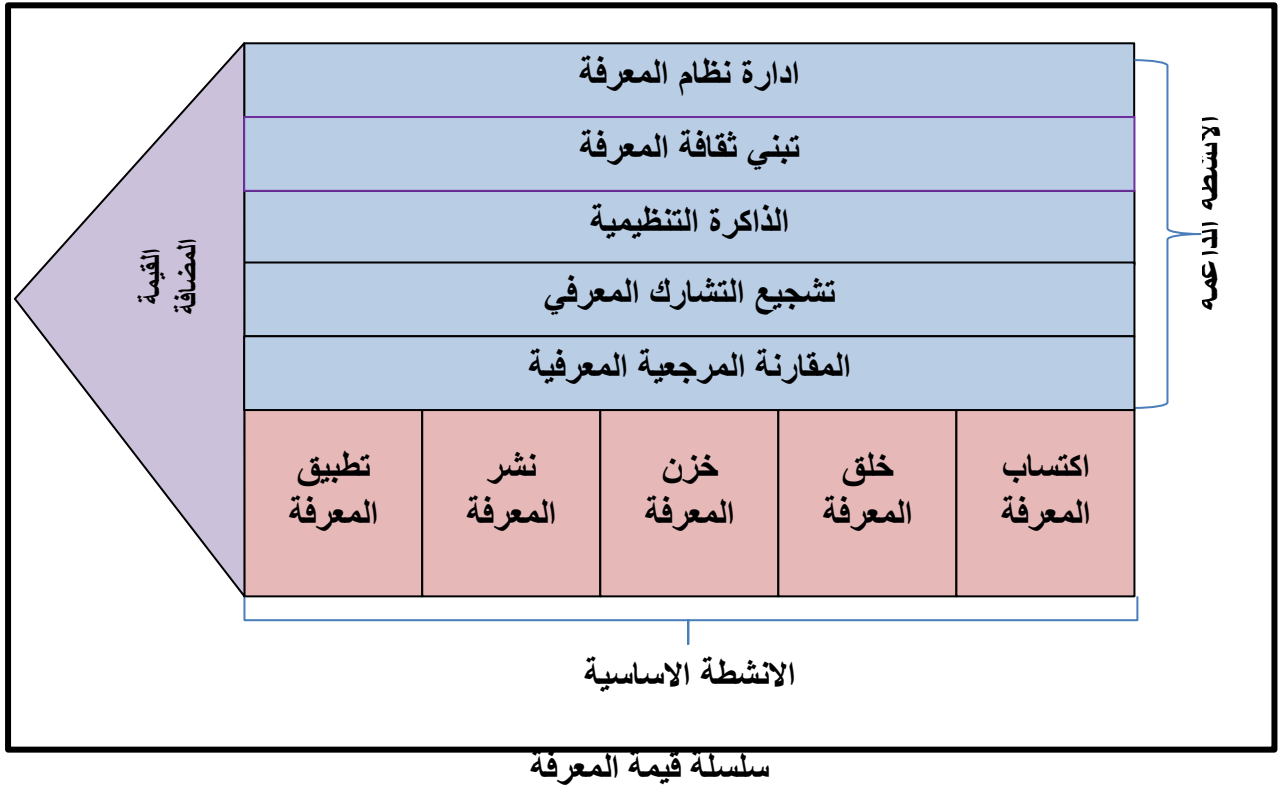 ادارة نظام المعرفة
تبني ثقافة المعرفة
الذاكرة التنظيمية
تشجيع التشارك المعرفي
المقارنة المرجعية المعرفية
الانشطة الداعمة
القيمة
المضافة
اكتساب
المعرفة
خلق
المعرفة
خزن
المعرفة
نشر
المعرفة
تطبيق
المعرفة
الانشطة الاساسية
سلسلة قيمة المعرفة